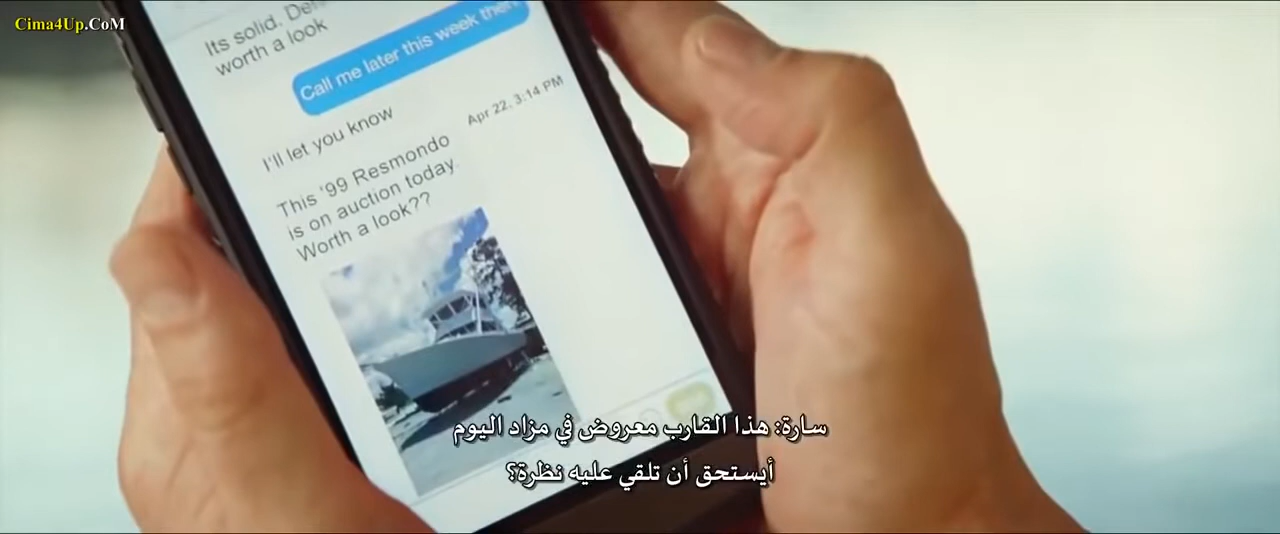 Cima4Up.CoM
Its solid. Def
worth a look
Call me later this week then
I'll let you know
Apr 22, 3:14 PM
This '99 Resmondo
is on auction today.
Worth a look??
سارة: هذا القارب معروض في مزاد اليوم
أيستحق أن تلقي عليه نظرة؟